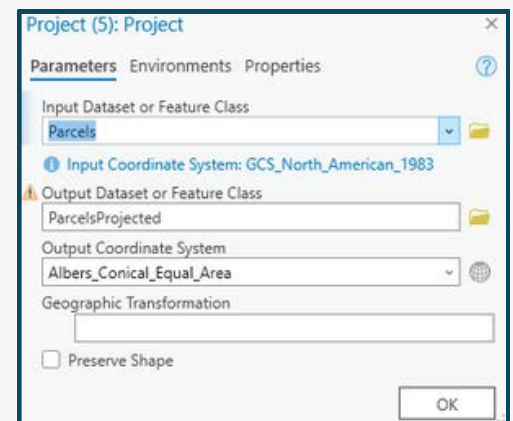 Project (5): Project
Parameters Environments Properties
Input Dataset or Feature Class
Parcels
Input Coordinate System: GCS_North_American_1983
Output Dataset or Feature Class
ParcelsProjected
Output Coordinate System
Albers_Conical_Equal_Area
Geographic Transformation
Preserve Shape
OK